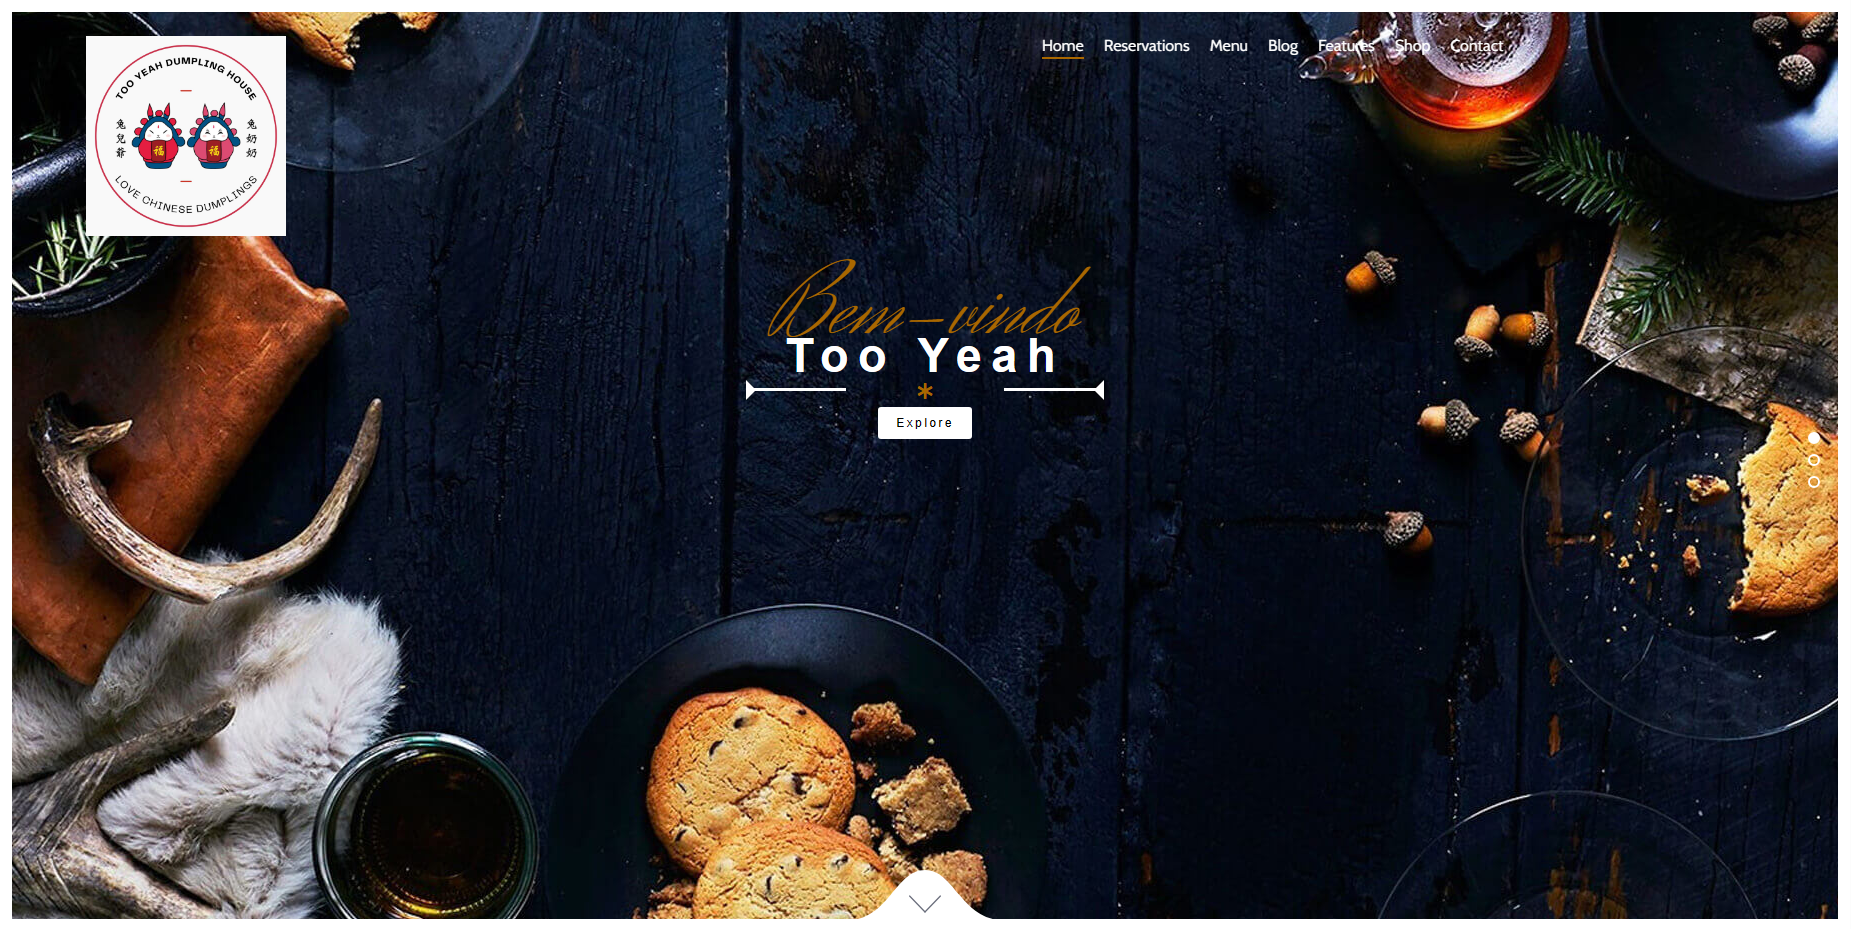 TOO YEAH DUMPLING HOUSE
兔兒爺
兔奶奶
福
福
LOVE CHINESE DUMPLINGS
Home Reservations Menu Blog Features Shop Contact
Bem-vindo
Too Yeah
*
Explore